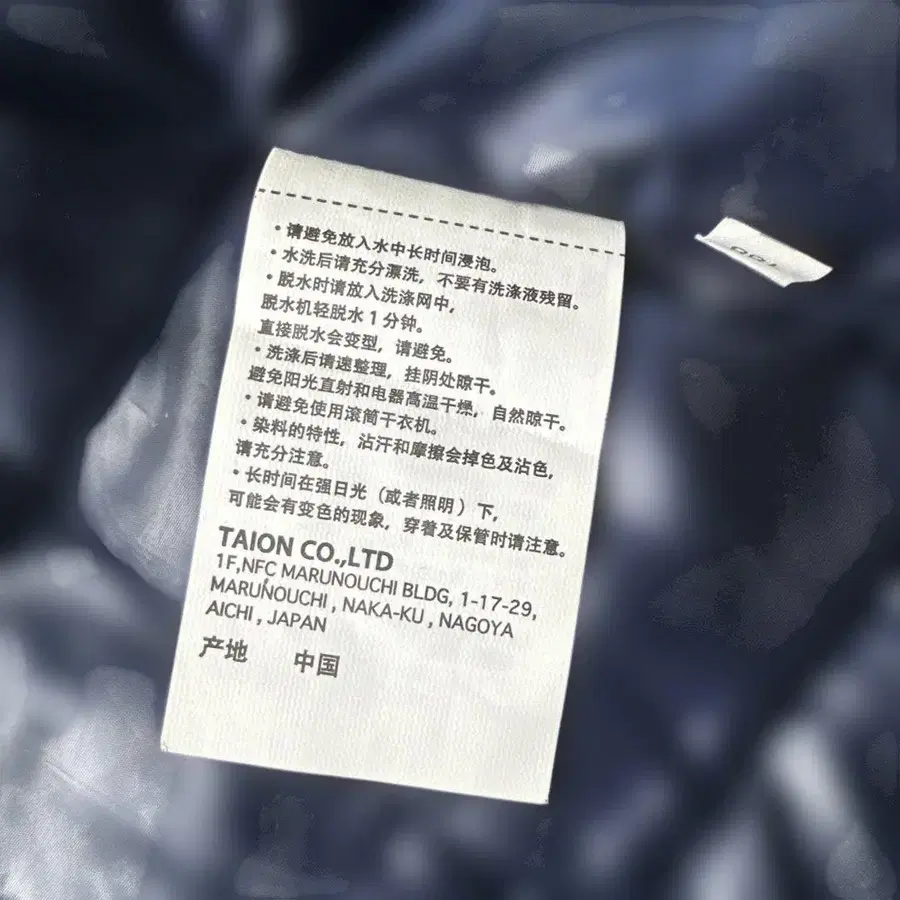 ・请避免放入水中长时间浸泡。
・水洗后请充分漂洗，不要有洗涤液残留。
・脱水时请放入洗涤网中，
脱水机轻脱水 1 分钟。
直接脱水会变型，请避免。
・洗涤后请速整理，挂阴处晾干。
避免阳光直射和电器高温干燥，自然晾干。
・请避免使用滚筒干衣机。
・染料的特性，沾汗和摩擦会掉色及沾色，
请充分注意。
・长时间在强日光（或者照明）下，
可能会有变色的现象，穿着及保管时请注意。
TAION CO.,LTD
1F,NFC MARUNOUCHI BLDG, 1-17-29,
MARUNOUCHI , NAKA-KU , NAGOYA
AICHI , JAPAN
产地 中国